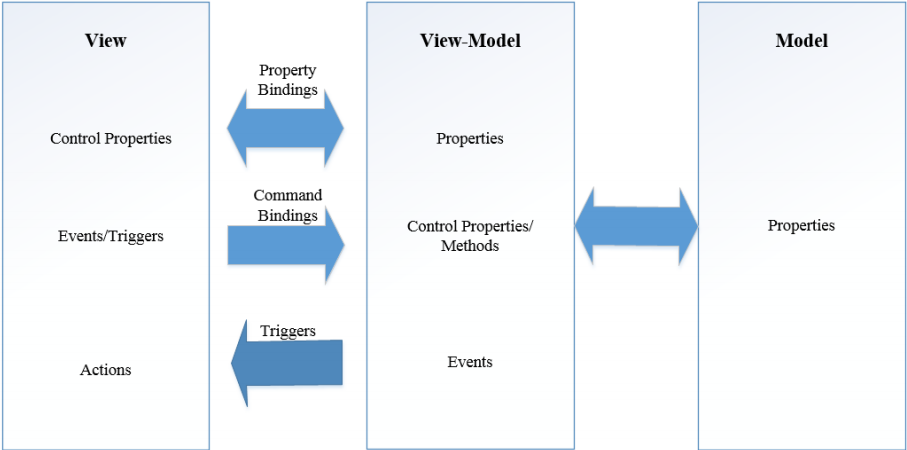 View
View-Model
Model
Property
Bindings
Control Properties
Properties
Command
Bindings
Events/Triggers
Control Properties/
Methods
Properties
Triggers
Actions
Events